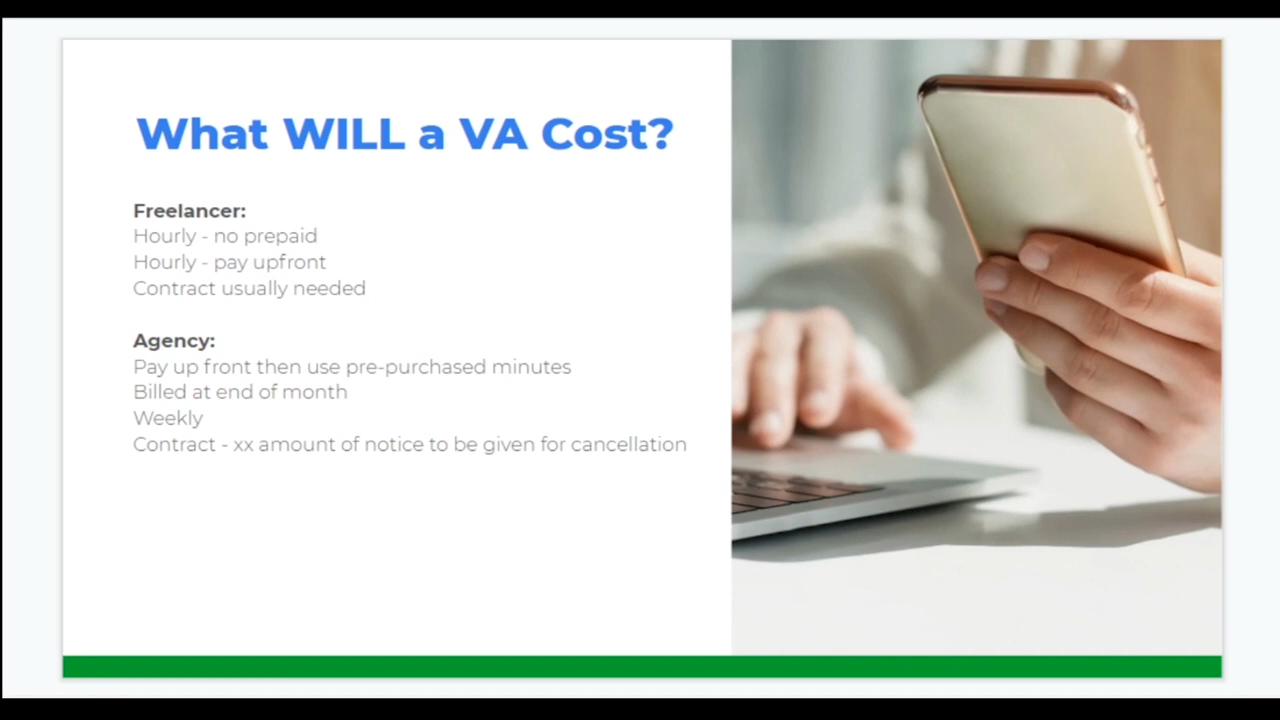 What WILL a VA Cost?
Freelancer:
Hourly - no prepaid
Hourly - pay upfront
Contract usually needed
Agency:
Pay up front then use pre-purchased minutes
Billed at end of month
Weekly
Contract - xx amount of notice to be given for cancellation